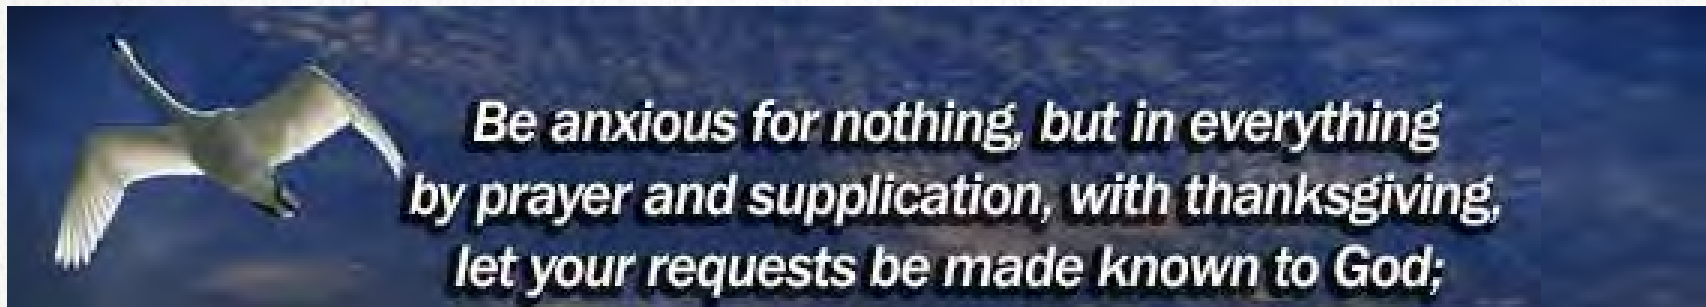 Be anxious for nothing, but in everything
by prayer and supplication, with thanksgiving,
let your requests be made known to God;